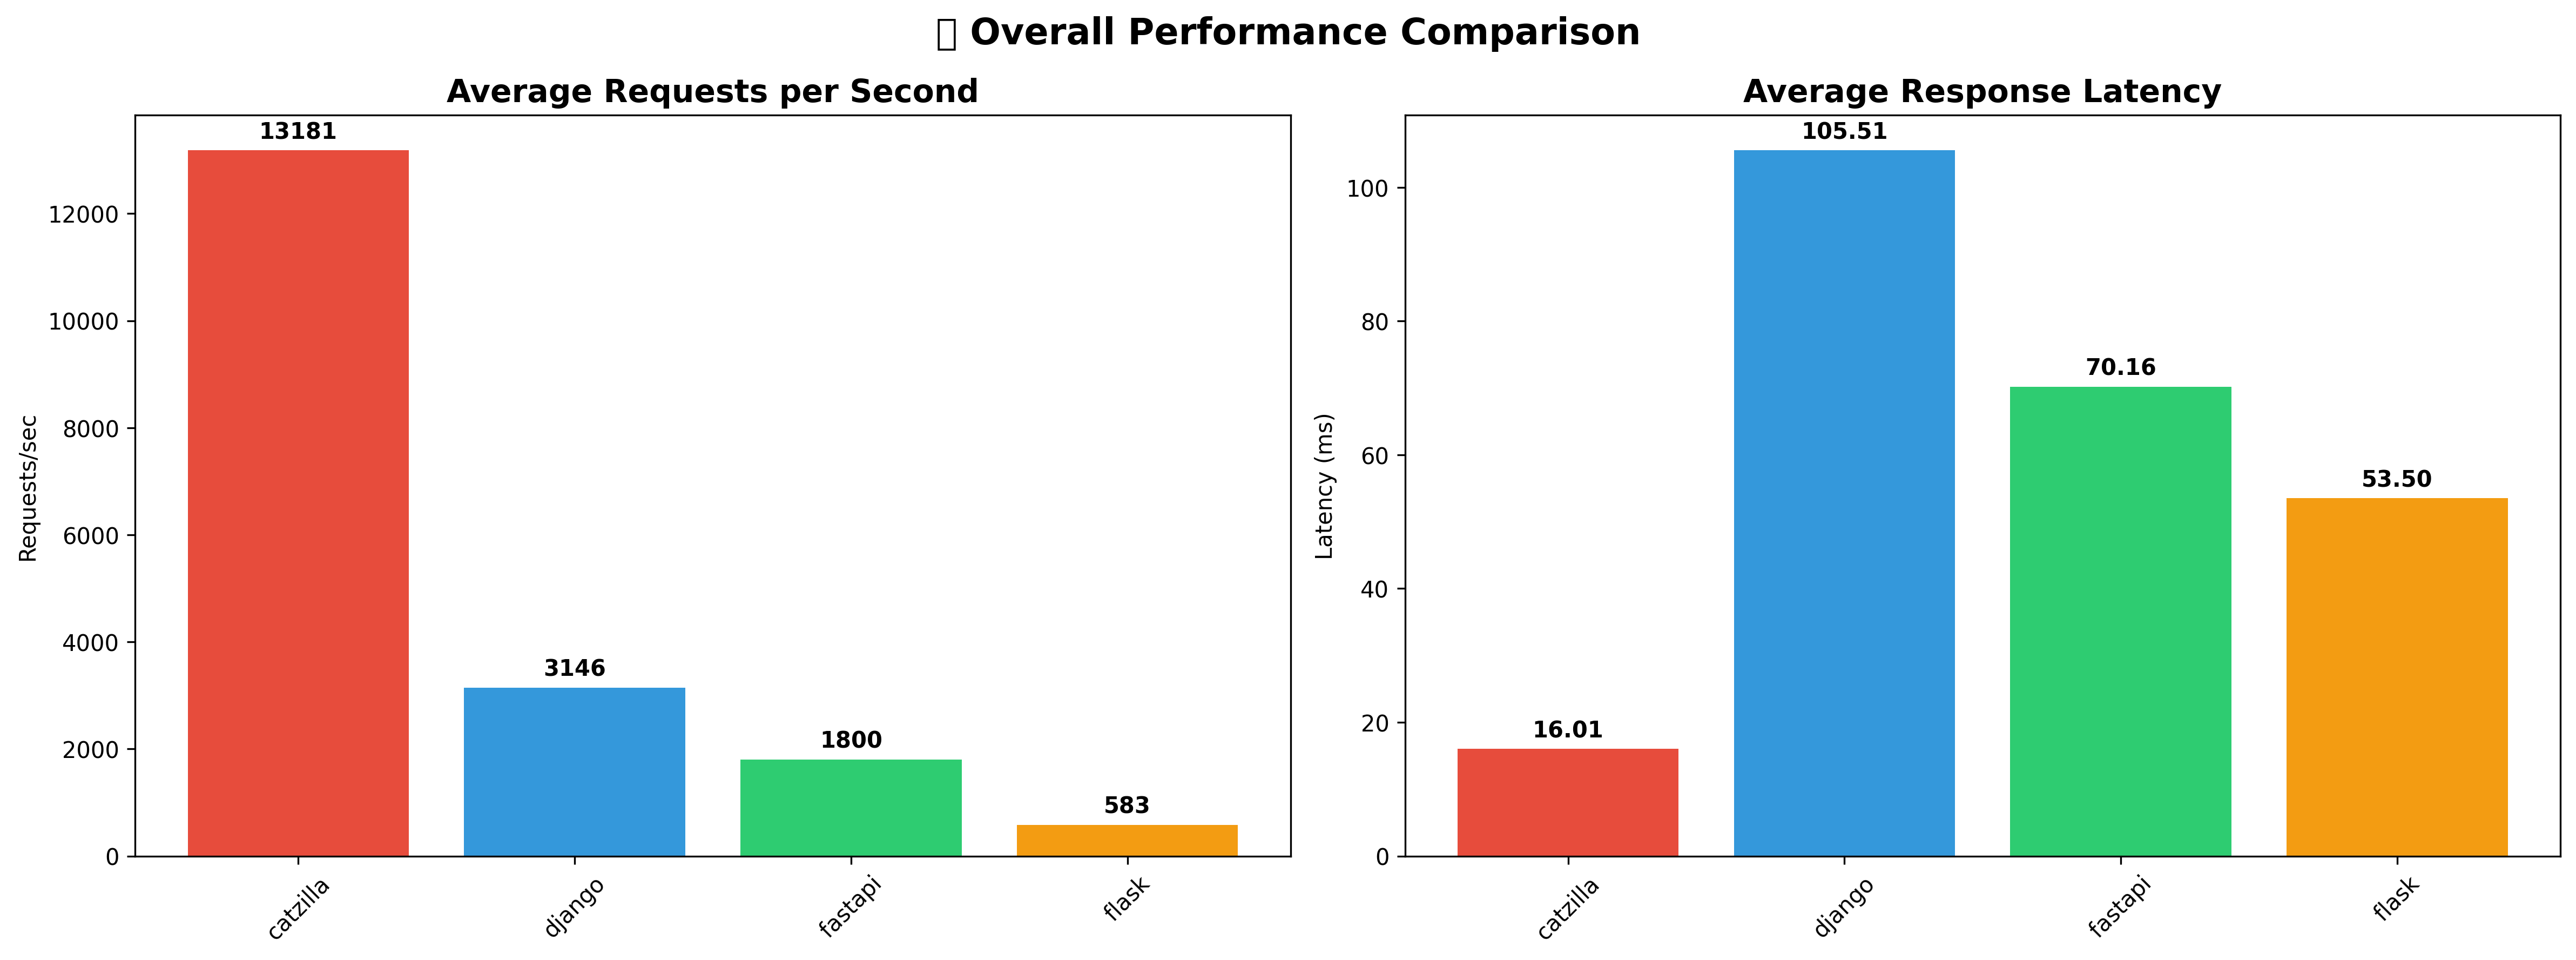 Overall Performance Comparison
Average Requests per Second
Requests/sec
12000
10000
8000
6000
4000
2000
0
13181
3146
1800
583
catzilla
django
fastapi
flask
Average Response Latency
Latency (ms)
100
80
60
40
20
0
16.01
105.51
70.16
53.50
catzilla
django
fastapi
flask